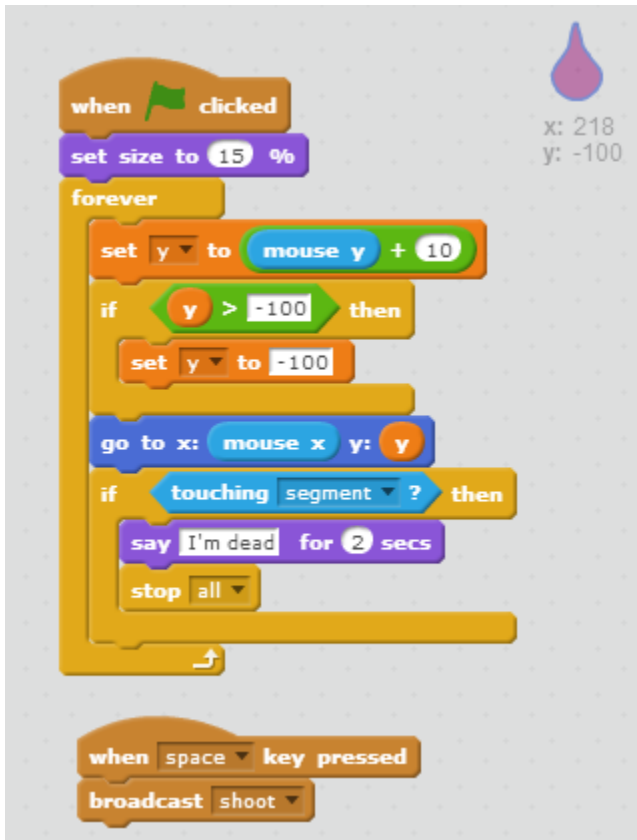 when clicked
x: 218
y: -100
set size to 15 %
forever
set y to mouse y + 10
if y > -100 then
set y to -100
go to x: mouse x y: y
if touching segment ? then
say I'm dead for 2 secs
stop all
when space key pressed
broadcast shoot